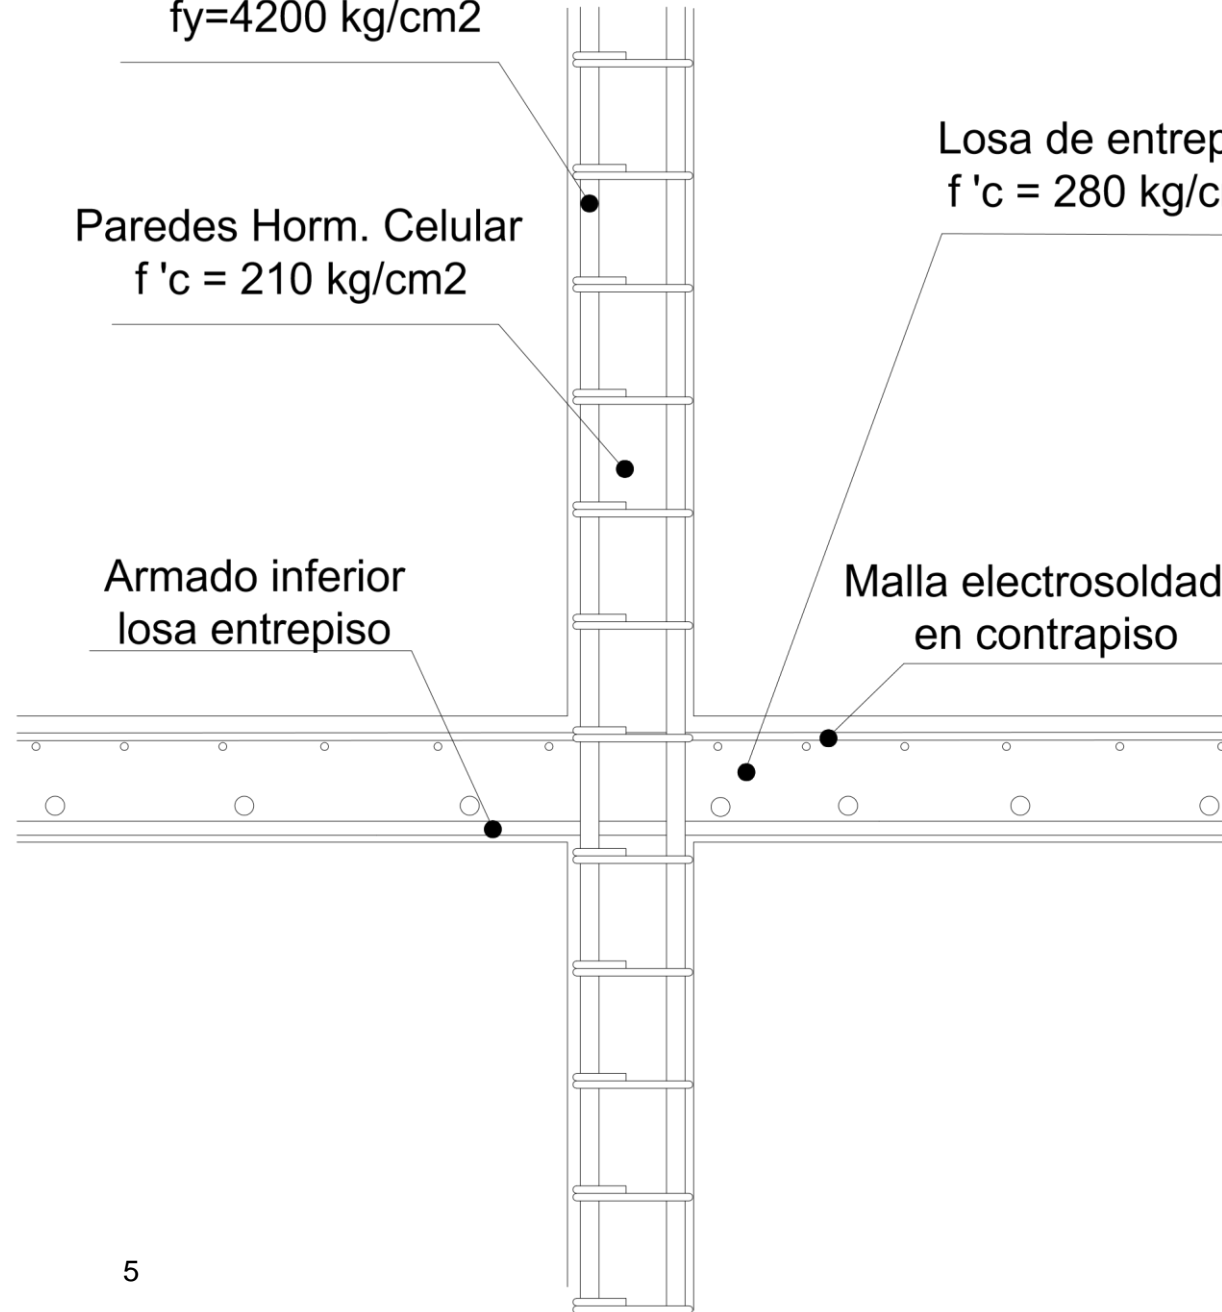 fy=4200 kg/cm2
Losa de entrep
f 'c = 280 kg/c
Paredes Horm. Celular
f 'c = 210 kg/cm2
Armado inferior
losa entrepiso
Malla electrosoldad
en contrapiso
5